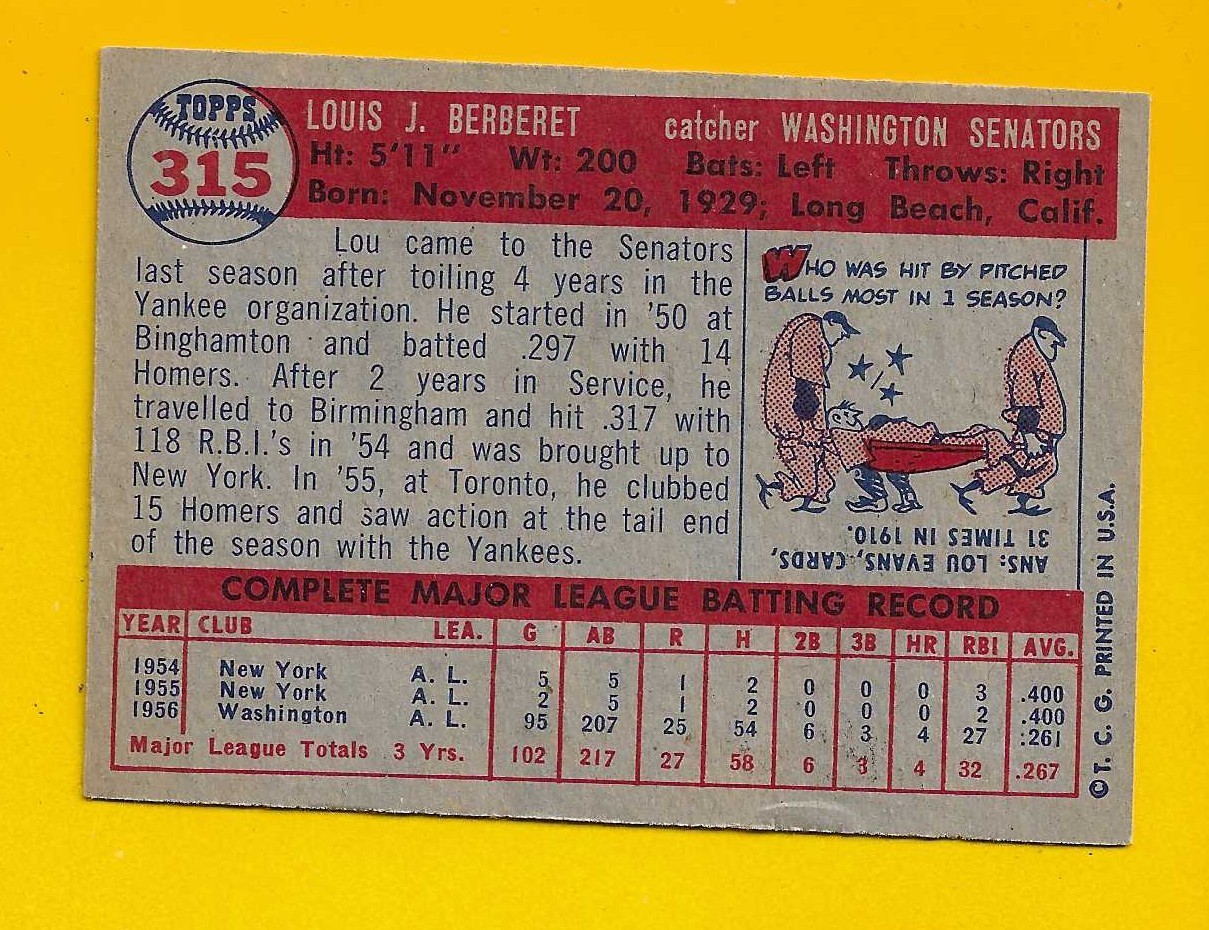 TOPPS
315
LOUIS J. BERBERET catcher WASHINGTON SENATORS
Ht: 5'11" Wt: 200 Bats: Left Throws: Right
Born: November 20, 1929; Long Beach, Calif.
Lou came to the Senators
last season after toiling 4 years in the
Yankee organization. He started in '50 at
Binghamton and batted .297 with 14
Homers. After 2 years in Service, he
travelled to Birmingham and hit .317 with
118 R.B.I.'s in '54 and was brought up to
New York. In '55, at Toronto, he clubbed
15 Homers and saw action at the tail end
of the season with the Yankees.
WHO WAS HIT BY PITCHED
BALLS MOST IN 1 SEASON?
ANS: LOU EVANS, CARDS,
31 TIMES IN 1910.
COMPLETE MAJOR LEAGUE BATTING RECORD
YEAR CLUB LEA. G AB R H 2B 3B HR RBI AVG.
1954 New York A. L. 5 5 1 2 0 0 0 3 .400
1955 New York A. L. 2 5 1 2 0 0 0 2 .400
1956 Washington A. L. 95 207 25 54 6 3 4 27 .261
Major League Totals 3 Yrs. 102 217 27 58 6 3 4 32 .267
© T. C. G. PRINTED IN U.S.A.